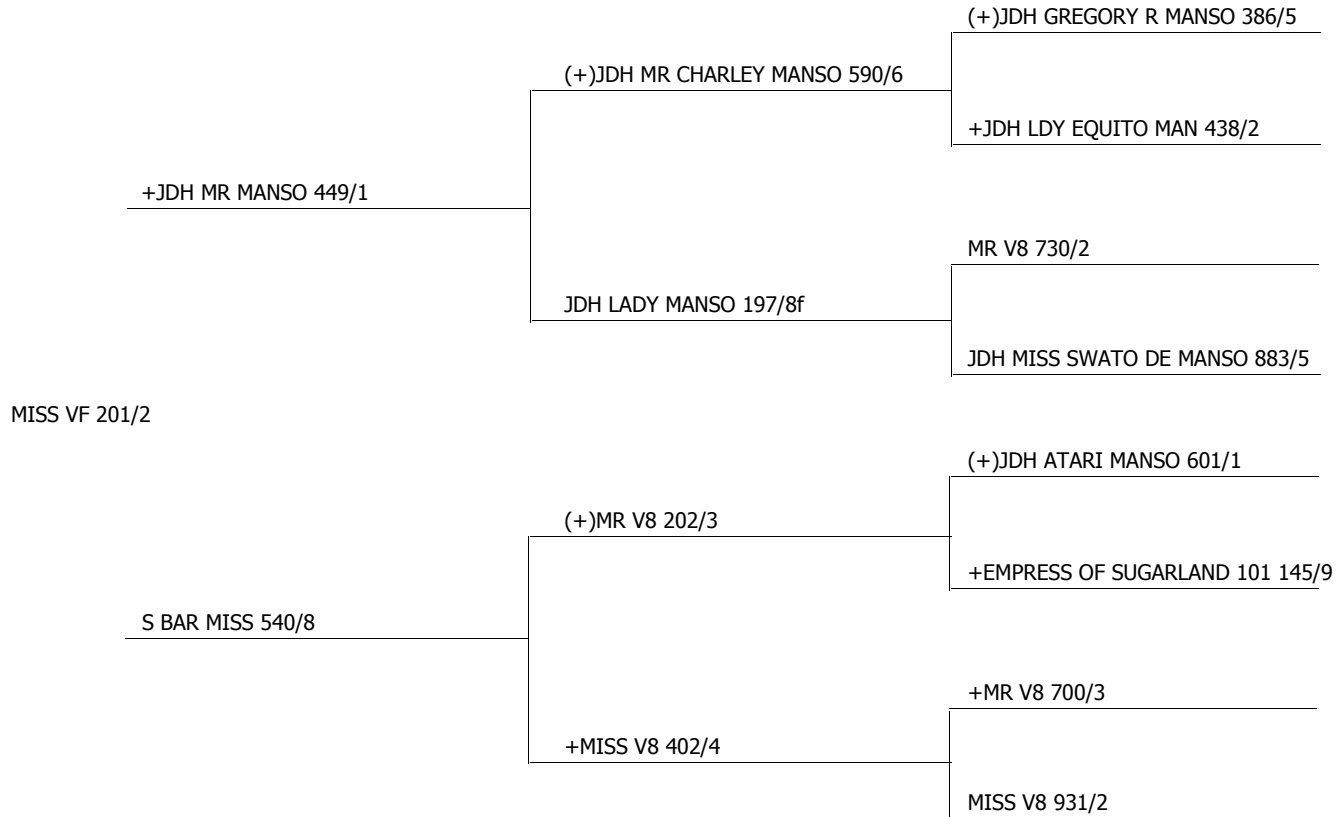 (+)JDH GREGORY R MANSO 386/5
(+)JDH MR CHARLEY MANSO 590/6
+JDH LDY EQUITO MAN 438/2
+JDH MR MANSO 449/1
MR V8 730/2
JDH LADY MANSO 197/8f
JDH MISS SWATO DE MANSO 883/5
MISS VF 201/2
(+)JDH ATARI MANSO 601/1
(+)MR V8 202/3
+EMPRESS OF SUGARLAND 101 145/9
S BAR MISS 540/8
+MR V8 700/3
+MISS V8 402/4
MISS V8 931/2